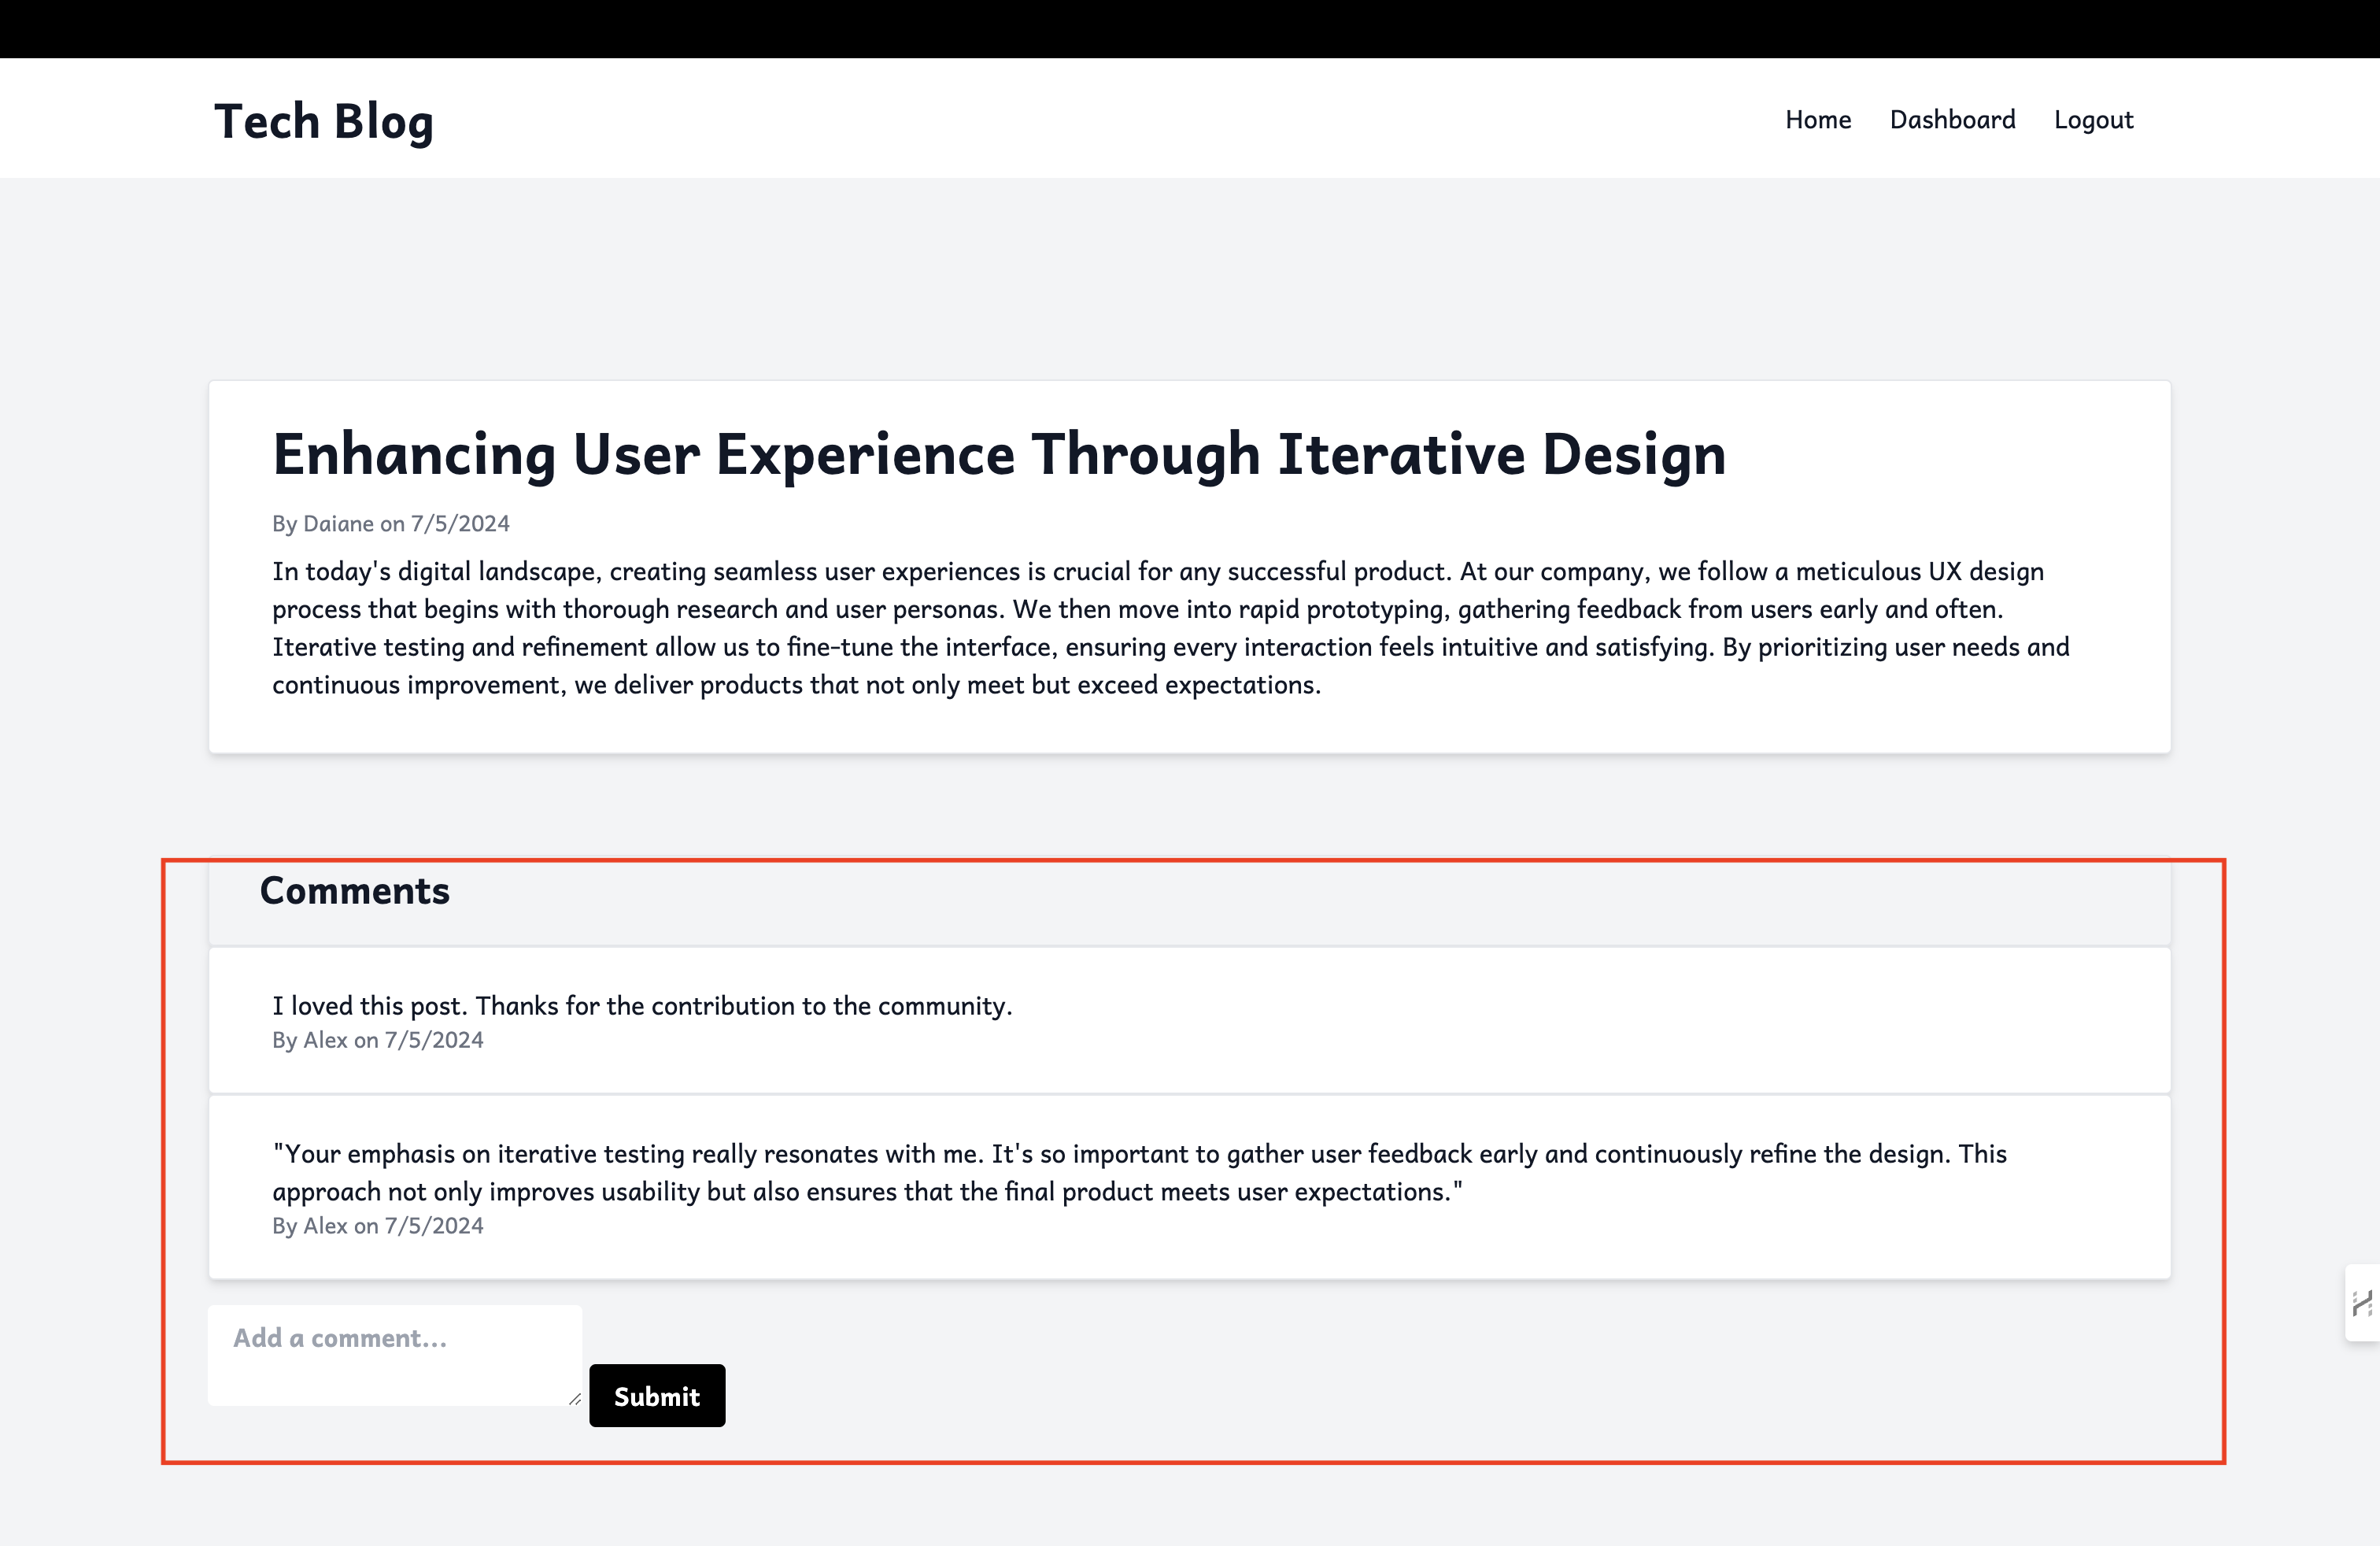 Tech Blog
Home Dashboard Logout
Enhancing User Experience Through Iterative Design
By Daiane on 7/5/2024
In today's digital landscape, creating seamless user experiences is crucial for any successful product. At our company, we follow a meticulous UX design
process that begins with thorough research and user personas. We then move into rapid prototyping, gathering feedback from users early and often.
Iterative testing and refinement allow us to fine-tune the interface, ensuring every interaction feels intuitive and satisfying. By prioritizing user needs and
continuous improvement, we deliver products that not only meet but exceed expectations.
Comments
I loved this post. Thanks for the contribution to the community.
By Alex on 7/5/2024
"Your emphasis on iterative testing really resonates with me. It's so important to gather user feedback early and continuously refine the design. This
approach not only improves usability but also ensures that the final product meets user expectations."
By Alex on 7/5/2024
Add a comment...
Submit